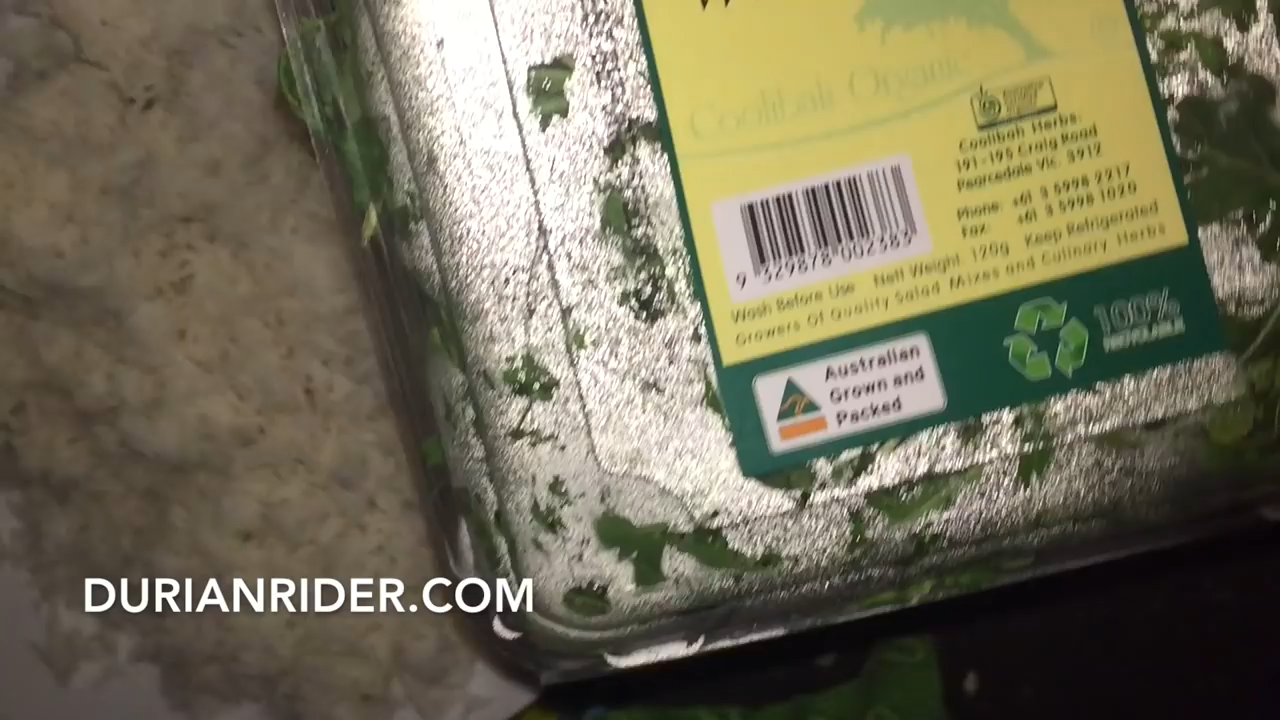 Coolibah Organic
Coolibah Herbs.
191-195 Craig Road
Pearcedale Vic. 3912
Phone: +61 3 5998 2217
Fax: +61 3 5998 1020
9 329878 002383
Wash Before Use Nett Weight 120g Keep Refrigerated
Growers Of Quality Salad Mixes and Culinary Herbs
Australian
Grown and
Packed
100%
RECYCLABLE
DURIANRIDER.COM